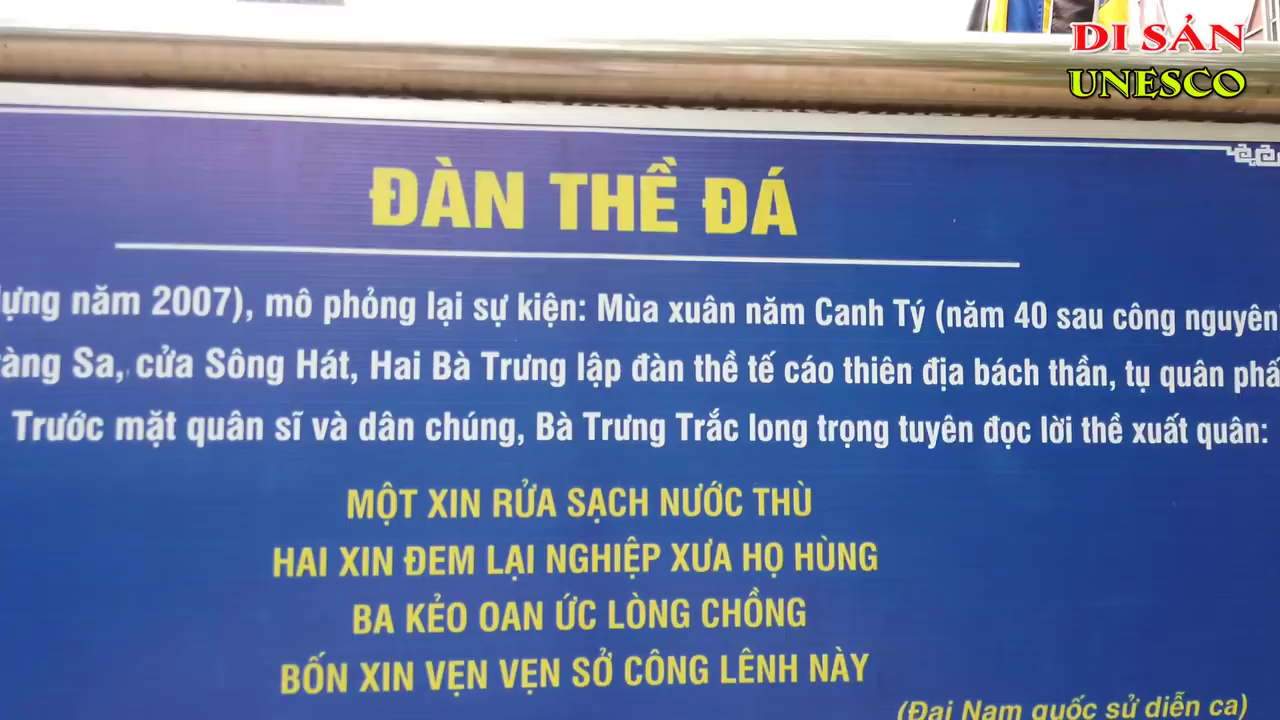 DI SẢN
UNESCO
ĐÀN THỀ ĐÁ
năm 2007), mô phỏng lại sự kiện: Mùa xuân năm Canh Tý (năm 40 sau công nguyên
Sa, cửa Sông Hát, Hai Bà Trưng lập đàn thề tế cáo thiên địa bách thần, tụ quân
Trước mặt quân sĩ và dân chúng, Bà Trưng Trắc long trọng tuyên đọc lời thề xuất quân:
MỘT XIN RỬA SẠCH NƯỚC THÙ
HAI XIN ĐEM LẠI NGHIỆP XƯA HỌ HÙNG
BA KẺO OAN ỨC LÒNG CHỒNG
BỐN XIN VẸN VẸN SỞ CÔNG LÊNH NÀY
(Đại Nam quốc sử diễn ca)